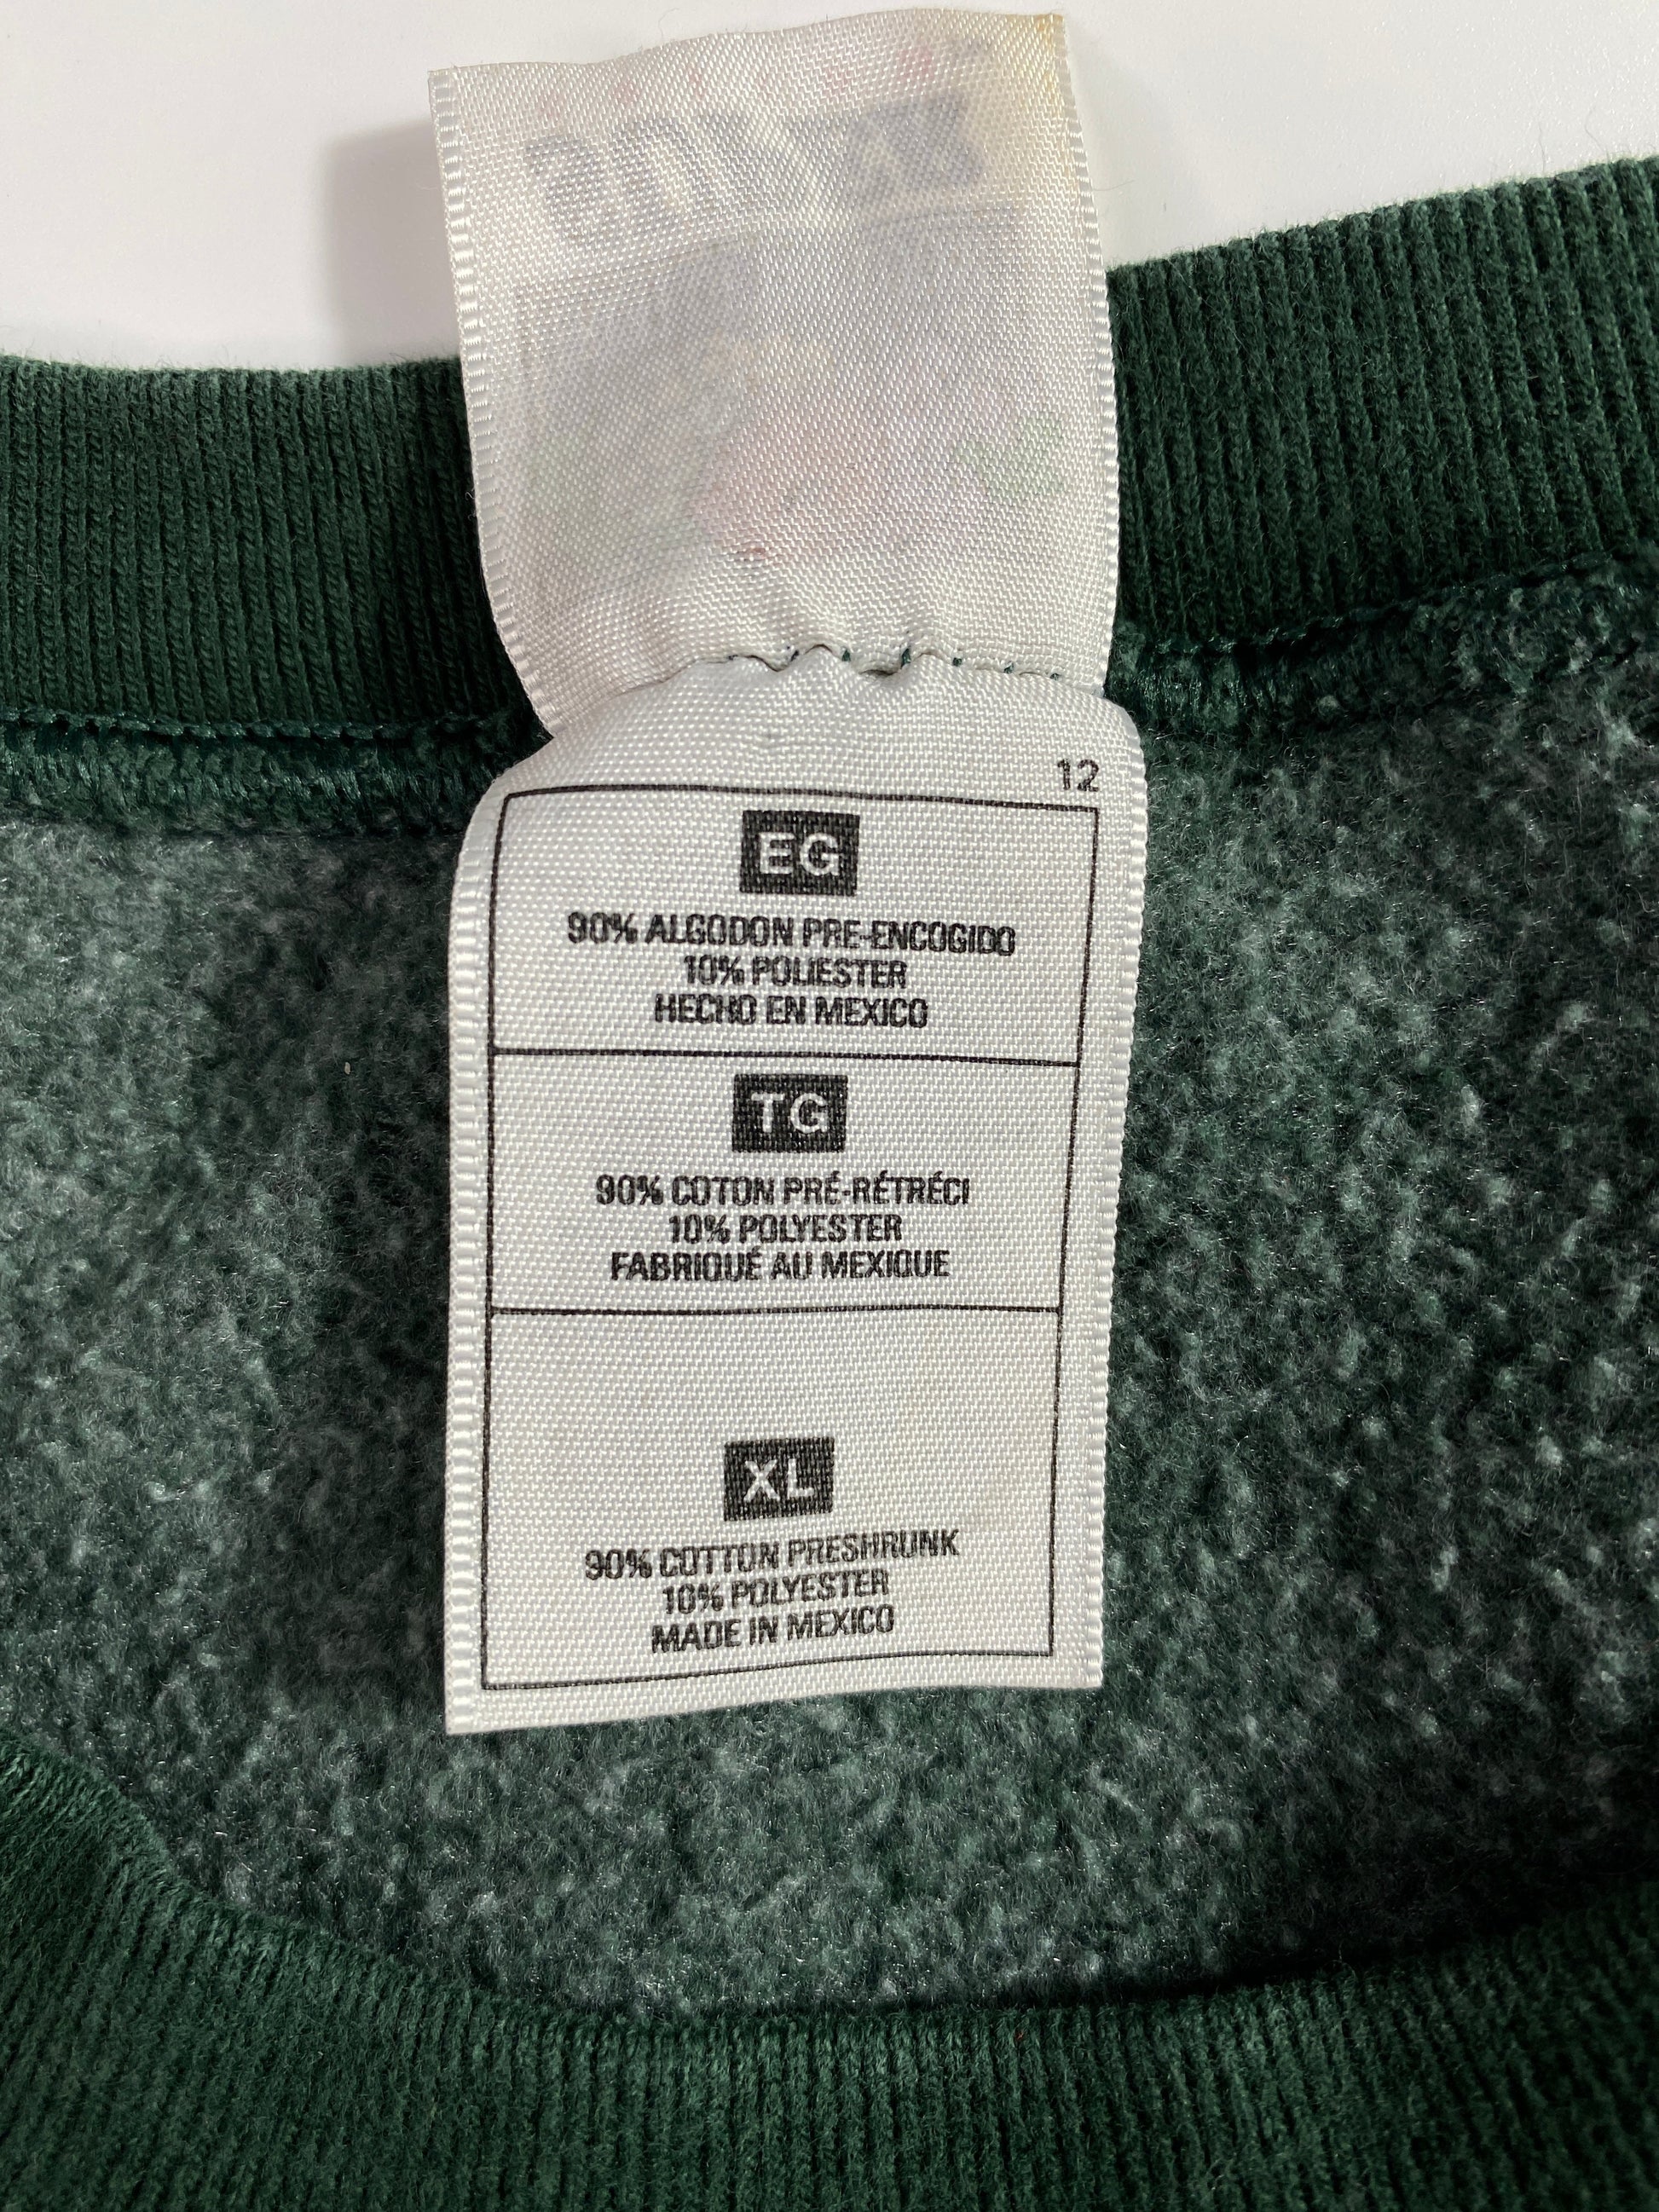 12
EG
90% ALGODON PRE-ENCOGIDO
10% POLIESTER
HECHO EN MEXICO
TG
90% COTON PRÉ-RÉTRÉCI
10% POLYESTER
FABRIQUÉ AU MEXIQUE
XL
90% COTTON PRESHRUNK
10% POLYESTER
MADE IN MEXICO